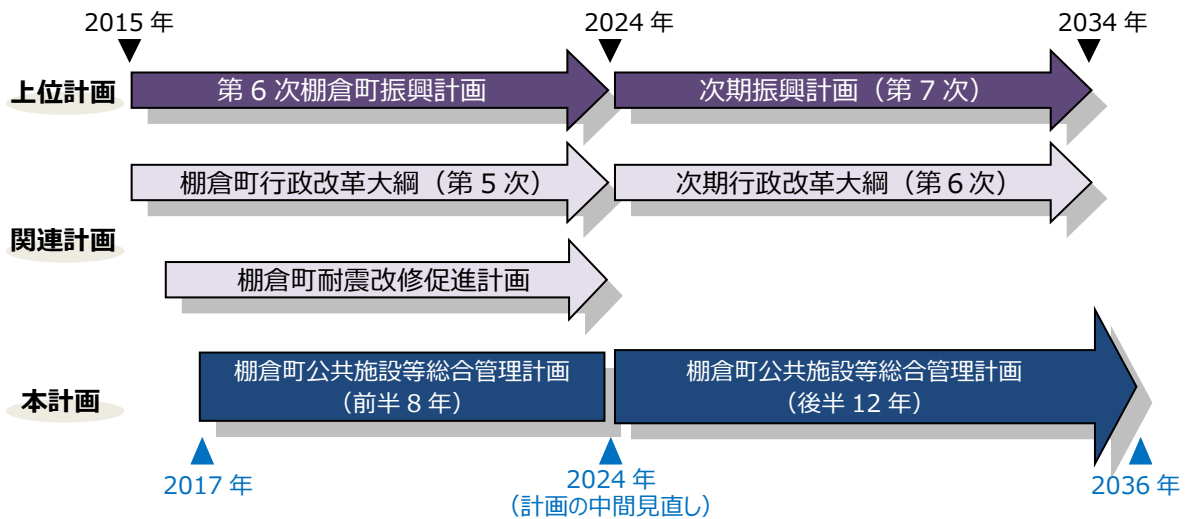 2015 年
2024 年
2034 年
上位計画
第 6 次棚倉町振興計画
次期振興計画（第 7 次）
棚倉町行政改革大綱（第 5 次）
次期行政改革大綱（第 6 次）
関連計画
棚倉町耐震改修促進計画
本計画
棚倉町公共施設等総合管理計画
（前半 8 年）
棚倉町公共施設等総合管理計画
（後半 12 年）
2017 年
2024 年
（計画の中間見直し）
2036 年